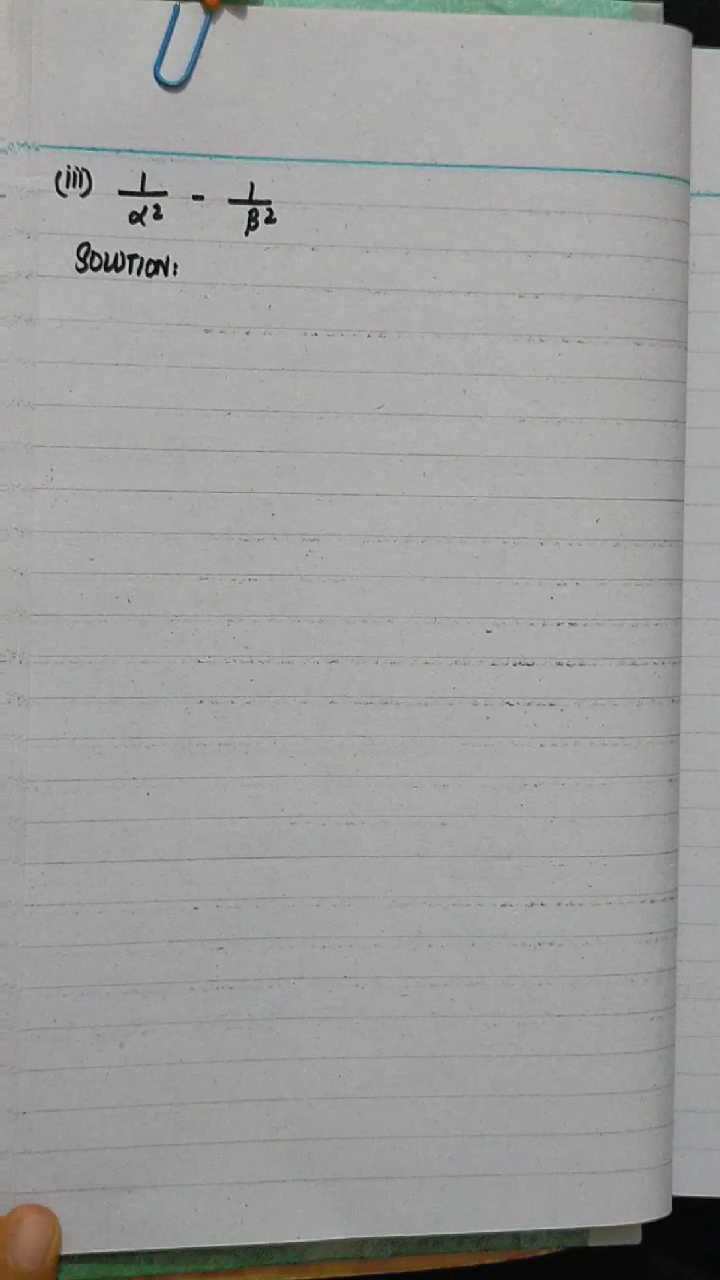 (iii) 1/α² - 1/β²
SOLUTION: